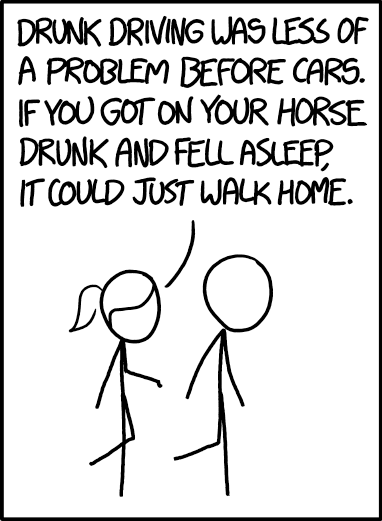 DRUNK DRIVING WAS LESS OF
A PROBLEM BEFORE CARS.
IF YOU GOT ON YOUR HORSE
DRUNK AND FELL ASLEEP,
IT COULD JUST WALK HOME.